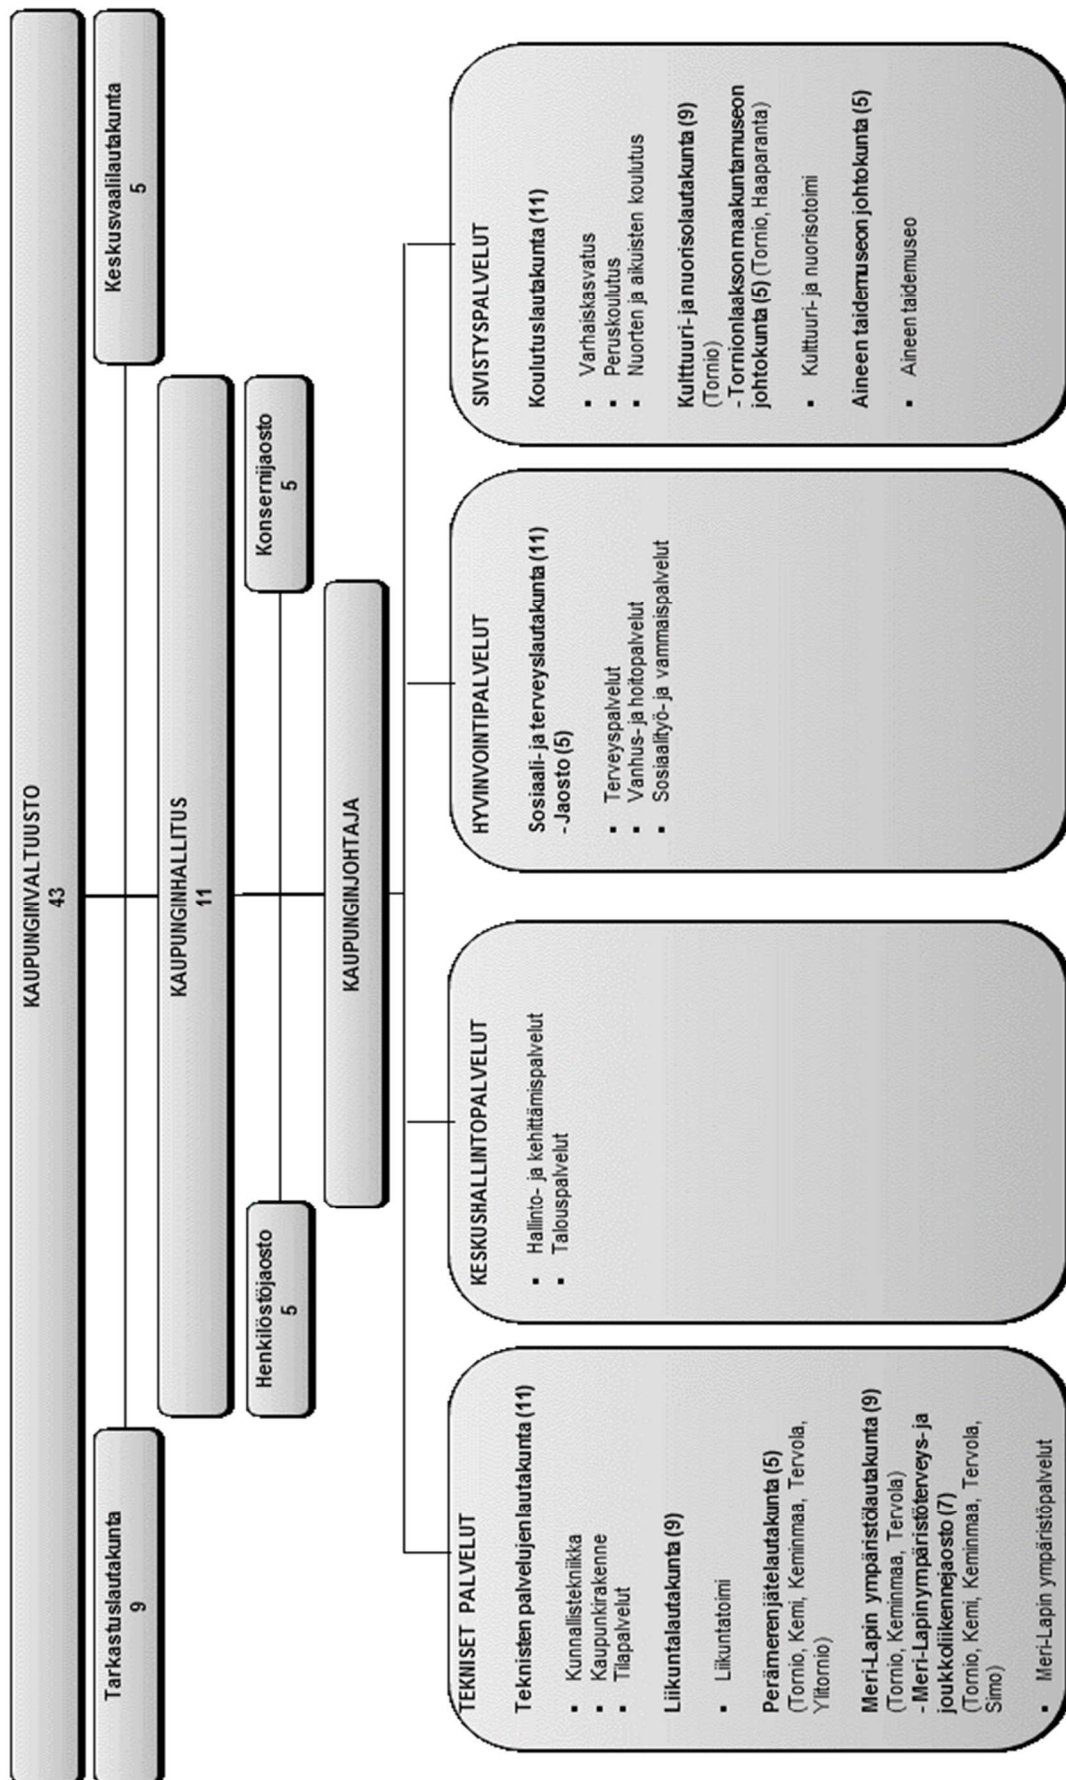 KAUPUNGINVALTUUSTO
43
Tarkastuslautakunta
9
Keskusvaalilautakunta
5
KAUPUNGINHALLITUS
11
Henkilöstöjaosto
5
Konsernijaosto
5
KAUPUNGINJOHTAJA
TEKNISET PALVELUT
Teknisten palvelujen lautakunta (11)
▪ Kunnallistekniikka
▪ Kaupunkirakenne
▪ Tilapalvelut
Liikuntalautakunta (9)
▪ Liikuntatoimi
Perämeren jätelautakunta (5)
(Tornio, Kemi, Keminmaa, Tervola,
Ylitornio)
Meri-Lapin ympäristölautakunta (9)
(Tornio, Keminmaa, Tervola)
- Meri-Lapin ympäristöterveys- ja
joukkoliikennejaosto (7)
(Tornio, Kemi, Keminmaa, Tervola,
Simo)
▪ Meri-Lapin ympäristöpalvelut
KESKUSHALLINTOPALVELUT
▪ Hallinto- ja kehittämispalvelut
▪ Talouspalvelut
HYVINVOINTIPALVELUT
Sosiaali- ja terveyslautakunta (11)
- Jaosto (5)
▪ Terveyspalvelut
▪ Vanhus- ja hoitopalvelut
▪ Sosiaalityö- ja vammaispalvelut
SIVISTYSPALVELUT
Koulutuslautakunta (11)
▪ Varhaiskasvatus
▪ Peruskoulutus
▪ Nuorten ja aikuisten koulutus
Kulttuuri- ja nuorisolautakunta (9)
(Tornio)
- Tornionlaakson maakuntamuseon
johtokunta (5) (Tornio, Haaparanta)
▪ Kulttuuri- ja nuorisotoimi
Aineen taidemuseon johtokunta (5)
▪ Aineen taidemuseo